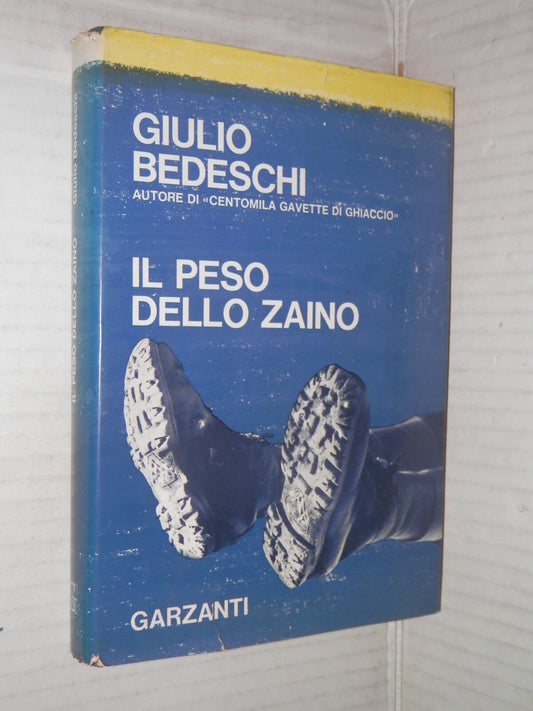 GIULIO
BEDESCHI
AUTORE DI «CENTOMILA GAVETTE DI GHIACCIO»
IL PESO
DELLO ZAINO
GARZANTI
IL PESO DELLO ZAINO Giulio Bedeschi